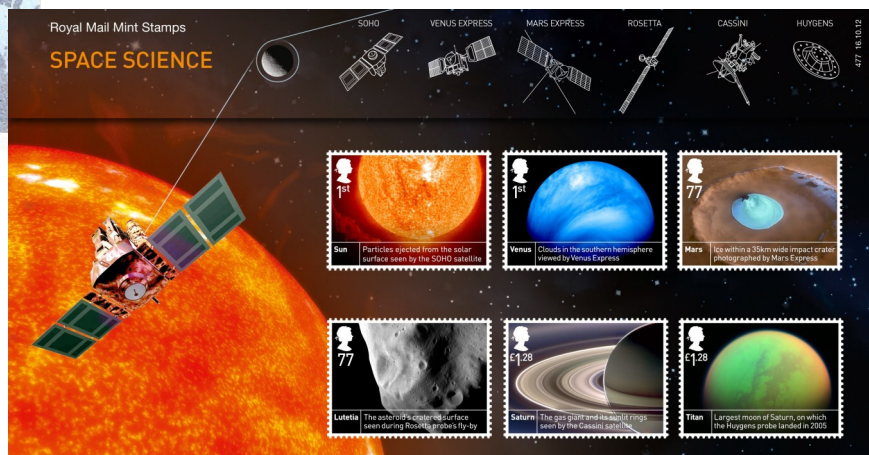 Royal Mail Mint Stamps
SPACE SCIENCE
SOHO
VENUS EXPRESS
MARS EXPRESS
ROSETTA
CASSINI
HUYGENS
477 16.10.12
1st
Sun
Particles ejected from the solar
surface seen by the SOHO satellite
1st
Venus
Clouds in the southern hemisphere
viewed by Venus Express
77
Mars
Ice within a 35km wide impact crater
photographed by Mars Express
77
Lutetia
The asteroid's cratered surface
seen during Rosetta probe's fly-by
£1.28
Saturn
The gas giant and its sunlit rings
seen by the Cassini satellite
£1.28
Titan
Largest moon of Saturn, on which
the Huygens probe landed in 2005